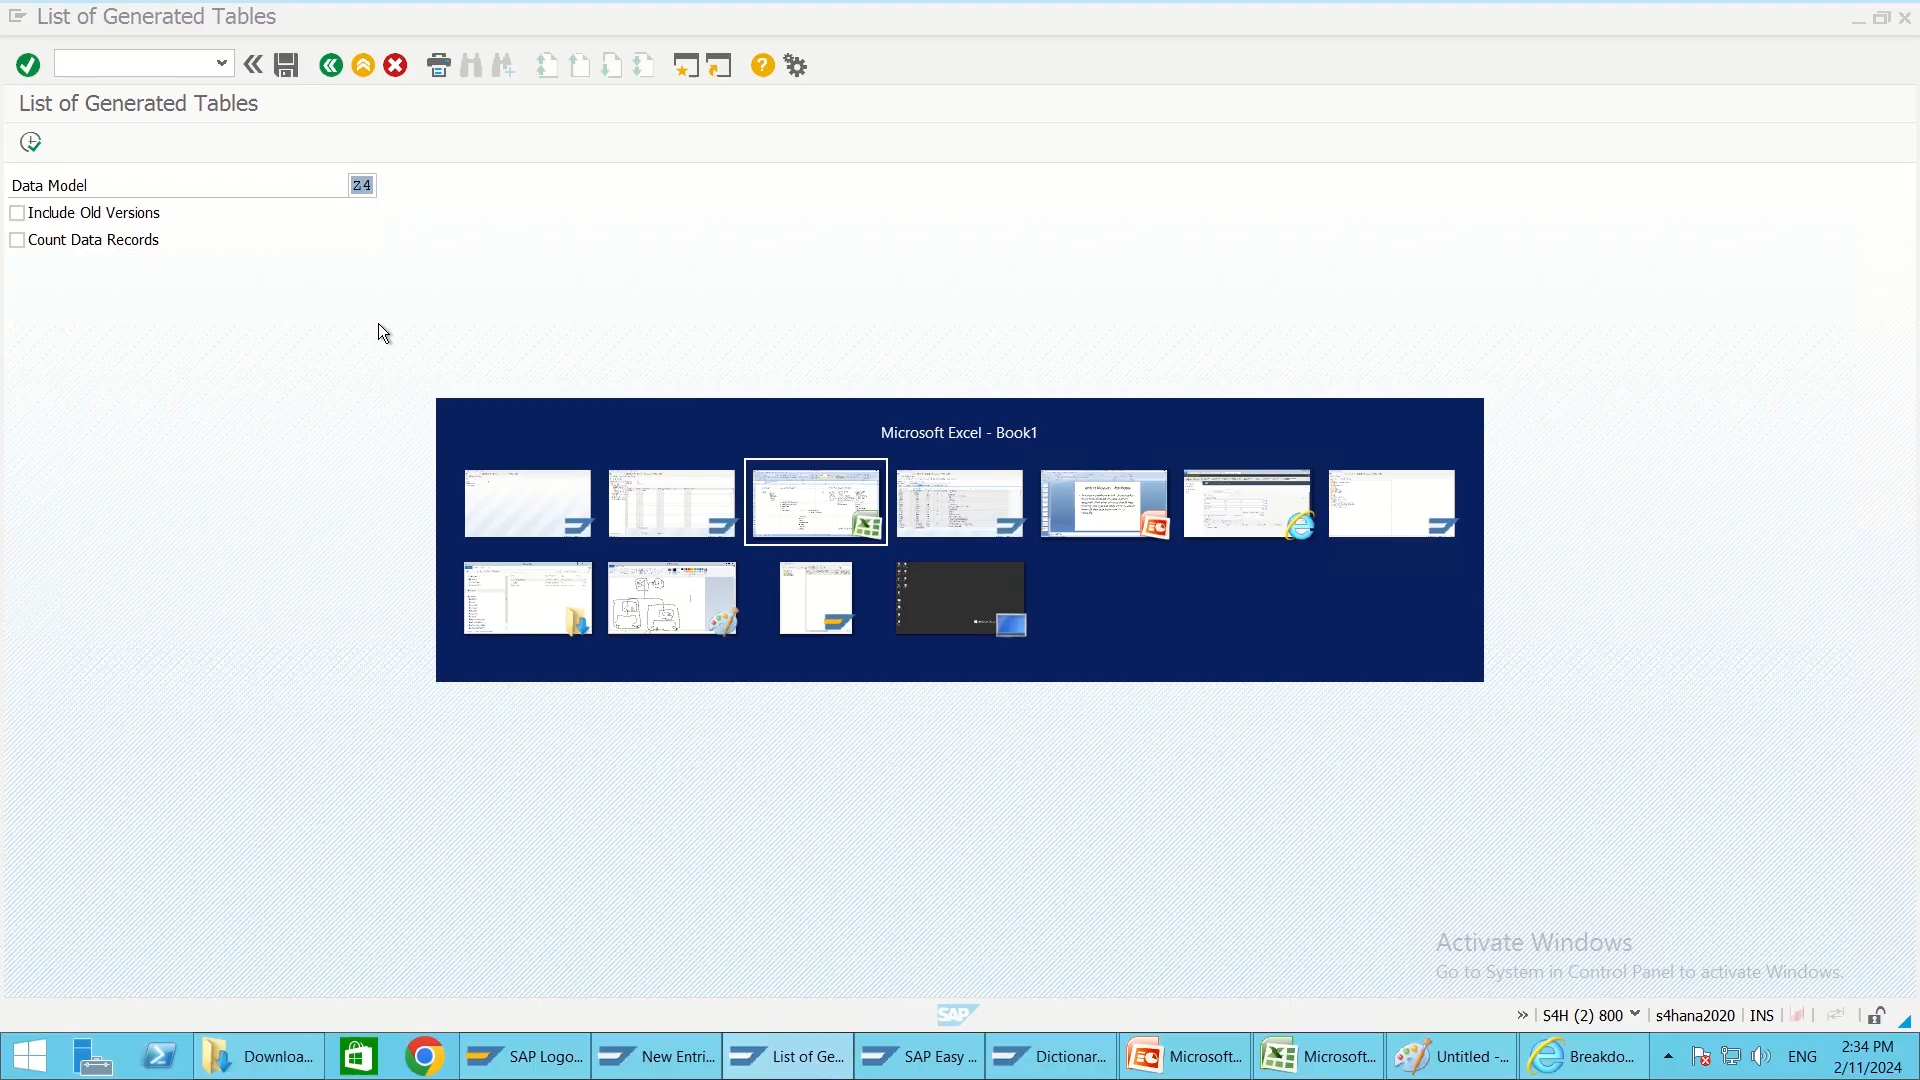 List of Generated Tables
List of Generated Tables
Data Model Z4
Include Old Versions
Count Data Records
Microsoft Excel - Book1
Activate Windows
Go to System in Control Panel to activate Windows.
SAP
S4H (2) 800 s4hana2020 INS
Downloa... SAP Logo... New Entri... List of Ge... SAP Easy ... Dictionar... Microsoft... Microsoft... Untitled -... Breakdo... ENG
2:34 PM
2/11/2024